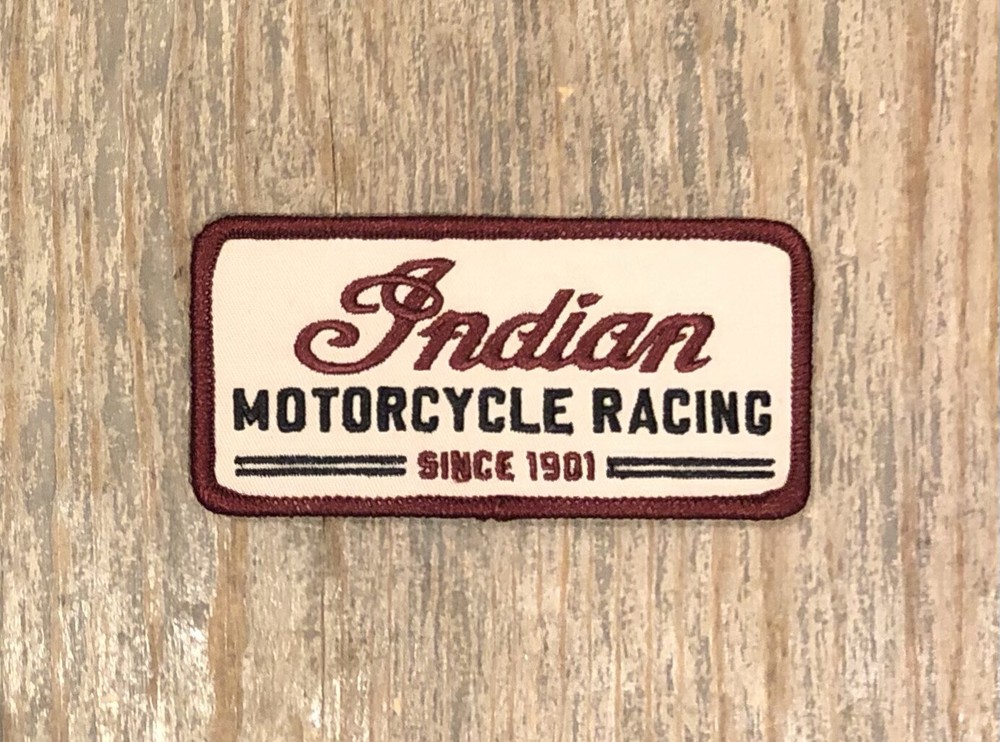 Indian
MOTORCYCLE RACING
SINCE 1901